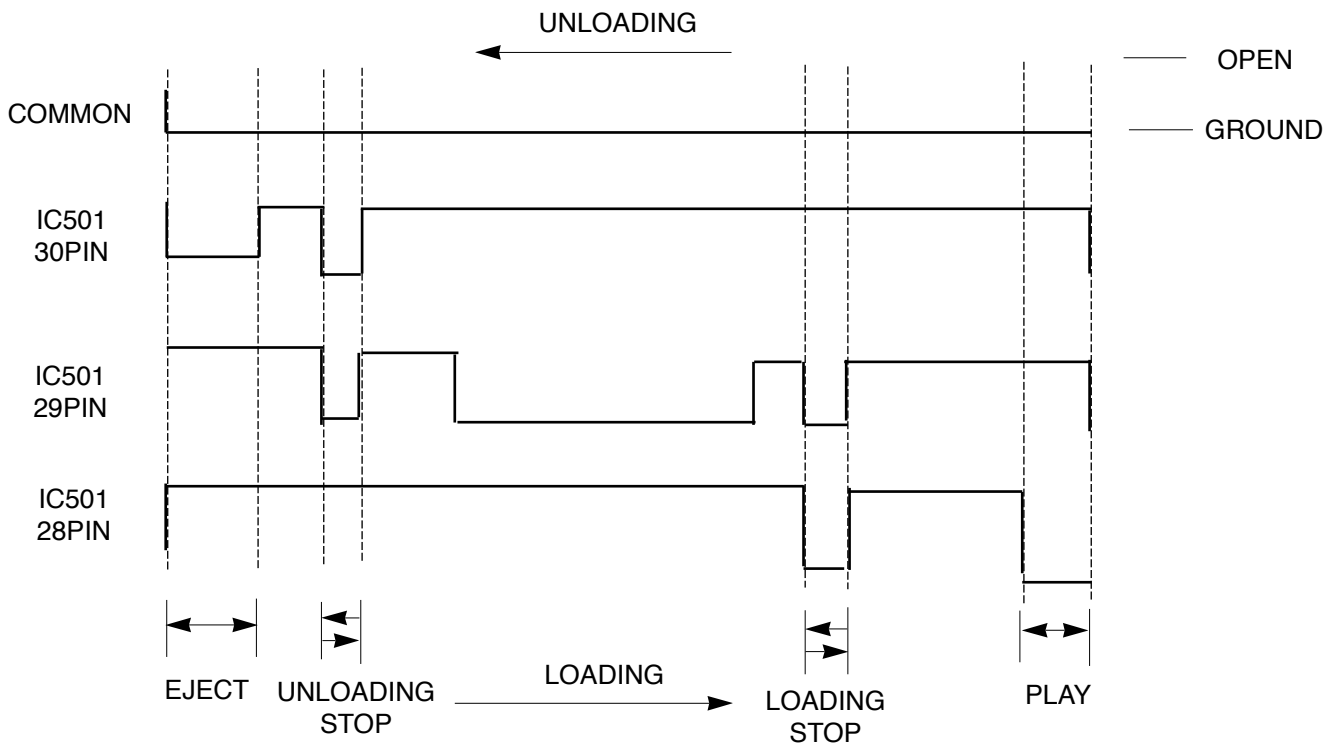 UNLOADING
OPEN
COMMON
GROUND
IC501
30PIN
IC501
29PIN
IC501
28PIN
EJECT
UNLOADING
STOP
LOADING
LOADING
STOP
PLAY